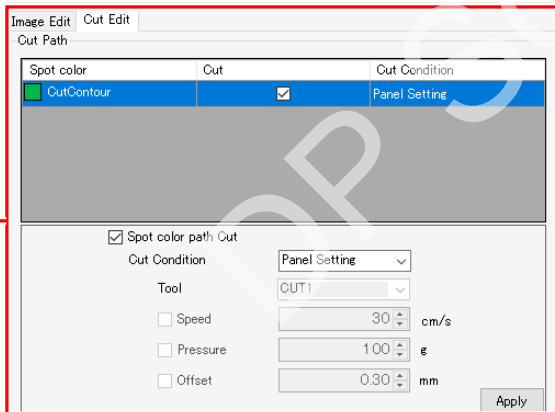 Image Edit Cut Edit
Cut Path
Spot color Cut Cut Condition
CutContour Panel Setting
Spot color path Cut
Cut Condition Panel Setting
Tool CUT1
Speed 30 cm/s
Pressure 100 g
Offset 0.30 mm
Apply
DP S